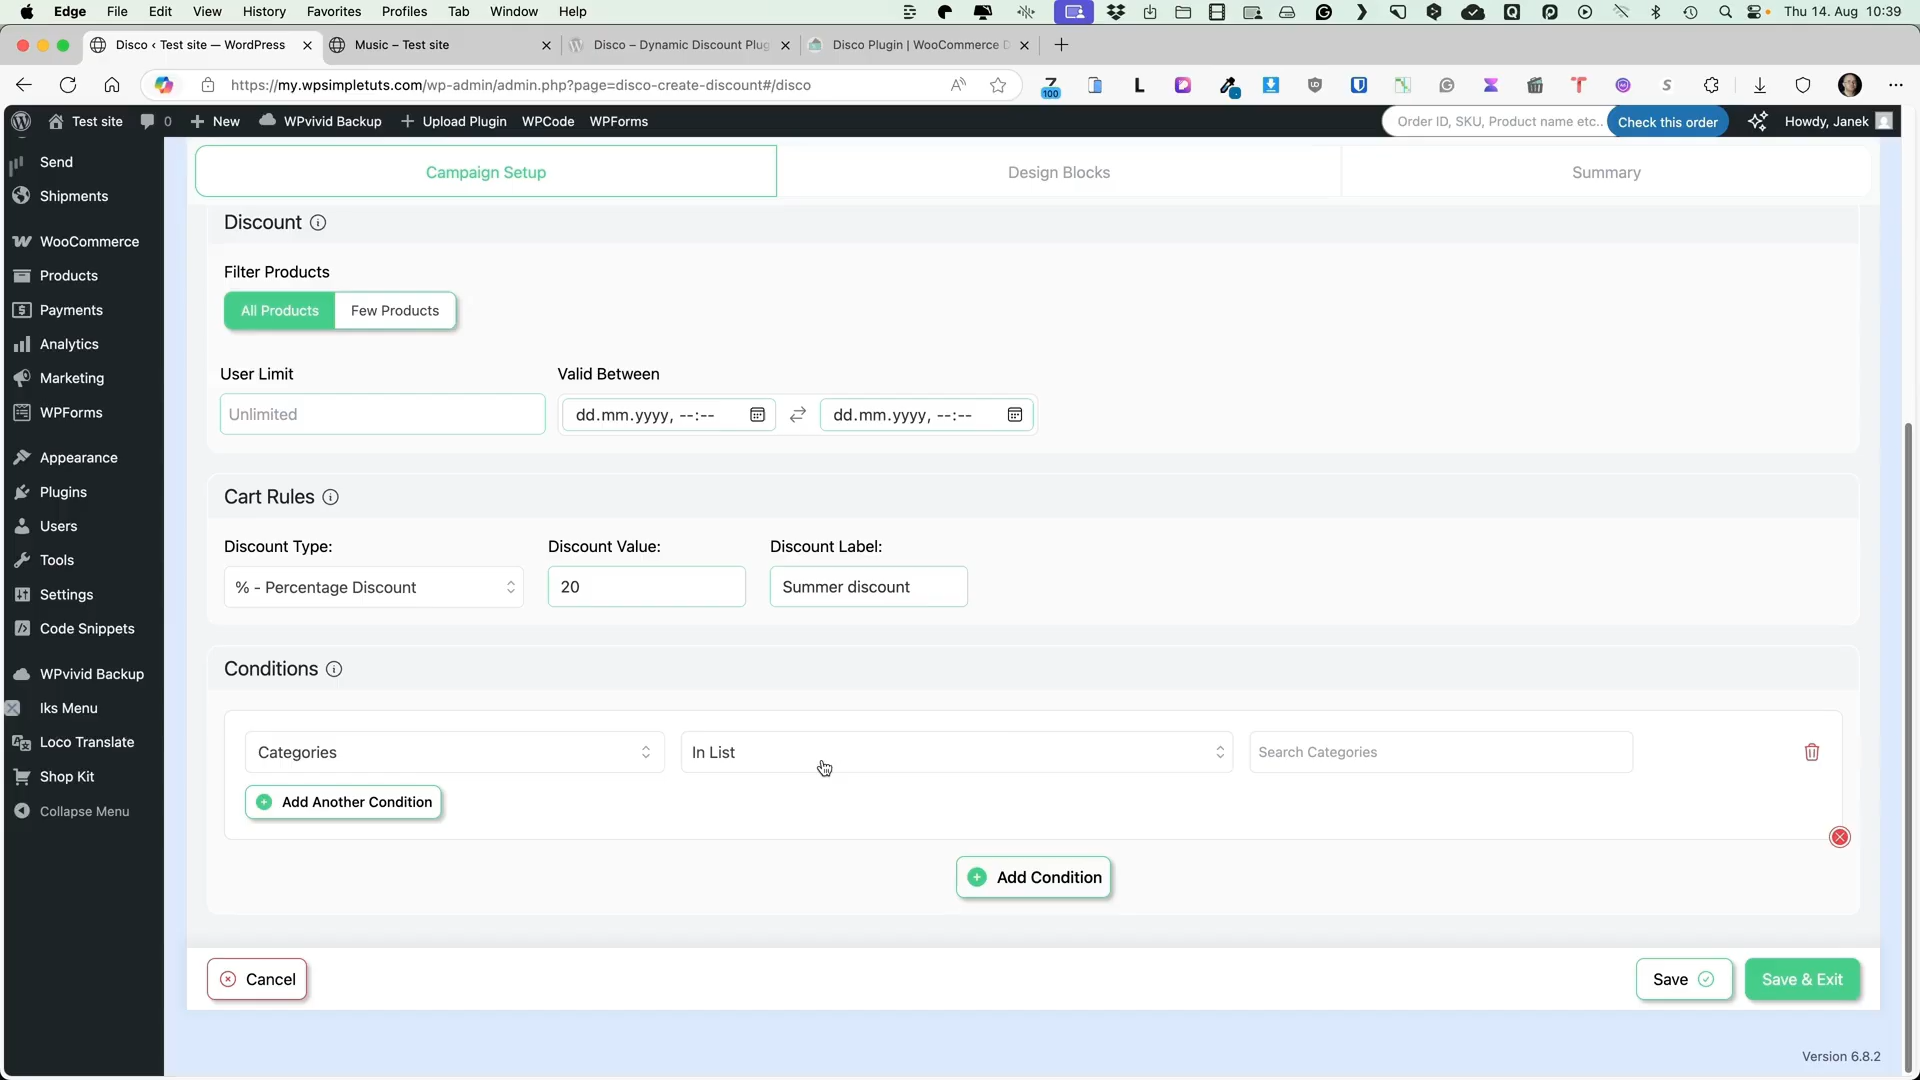 Edge File Edit View History Favorites Profiles Tab Window Help Thu 14. Aug 10:39
Disco ‹ Test site — WordPress Music – Test site Disco – Dynamic Discount Plug Disco Plugin | WooCommerce D
https://my.wpsimpletuts.com/wp-admin/admin.php?page=disco-create-discount#/disco
100
Test site 0 New WPvivid Backup Upload Plugin WPCode WPForms Order ID, SKU, Product name etc.. Check this order Howdy, Janek
Send
Shipments
WooCommerce
Products
Payments
Analytics
Marketing
WPForms
Appearance
Plugins
Users
Tools
Settings
Code Snippets
WPvivid Backup
Iks Menu
Loco Translate
Shop Kit
Collapse Menu
Campaign Setup Design Blocks Summary
Discount
Filter Products
All Products Few Products
User Limit Valid Between
Unlimited dd.mm.yyyy, --:-- dd.mm.yyyy, --:--
Cart Rules
Discount Type: Discount Value: Discount Label:
% - Percentage Discount 20 Summer discount
Conditions
Categories In List Search Categories
Add Another Condition
Add Condition
Cancel Save Save & Exit
Version 6.8.2